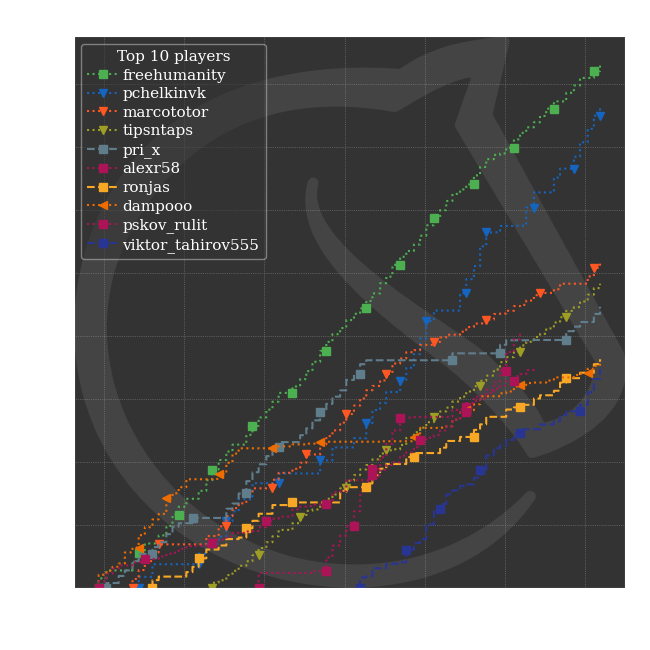 Top 10 players
freehumanity
pchelkinvk
marcototor
tipsntaps
pri_x
alexr58
ronjas
dampooo
pskov_rulit
viktor_tahirov555